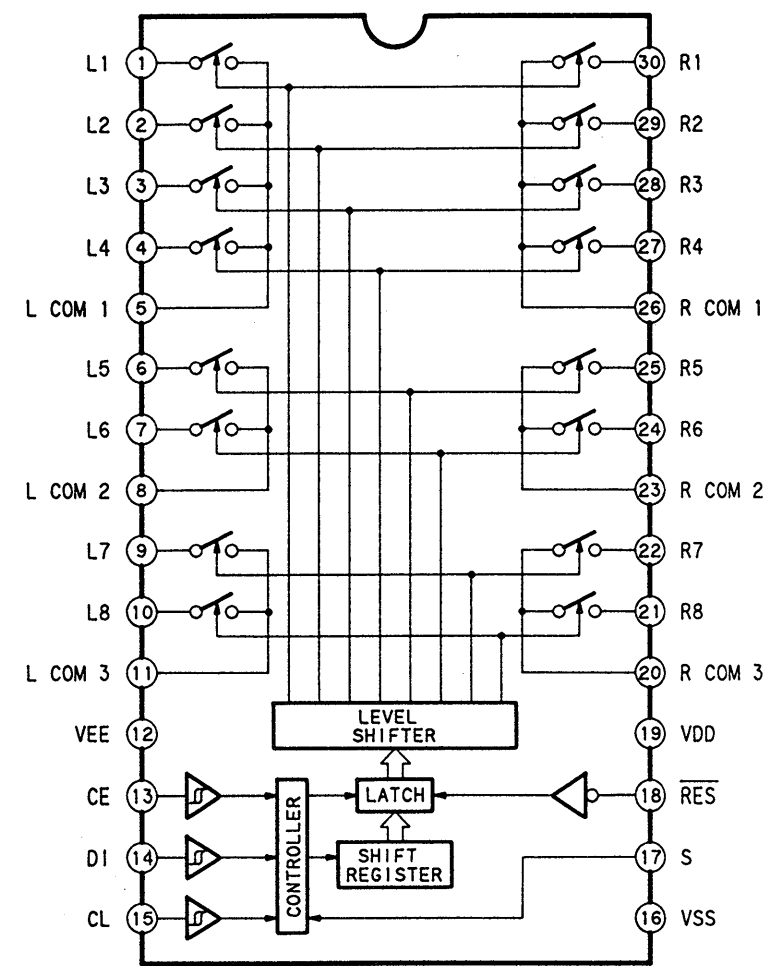 L1 1 30 R1
L2 2 29 R2
L3 3 28 R3
L4 4 27 R4
L COM 1 5 26 R COM 1
L5 6 25 R5
L6 7 24 R6
L COM 2 8 23 R COM 2
L7 9 22 R7
L8 10 21 R8
L COM 3 11 20 R COM 3
LEVEL
SHIFTER
VEE 12 19 VDD
CE 13 LATCH 18 RES
CONTROLLER
DI 14 SHIFT 17 S
REGISTER
CL 15 16 VSS